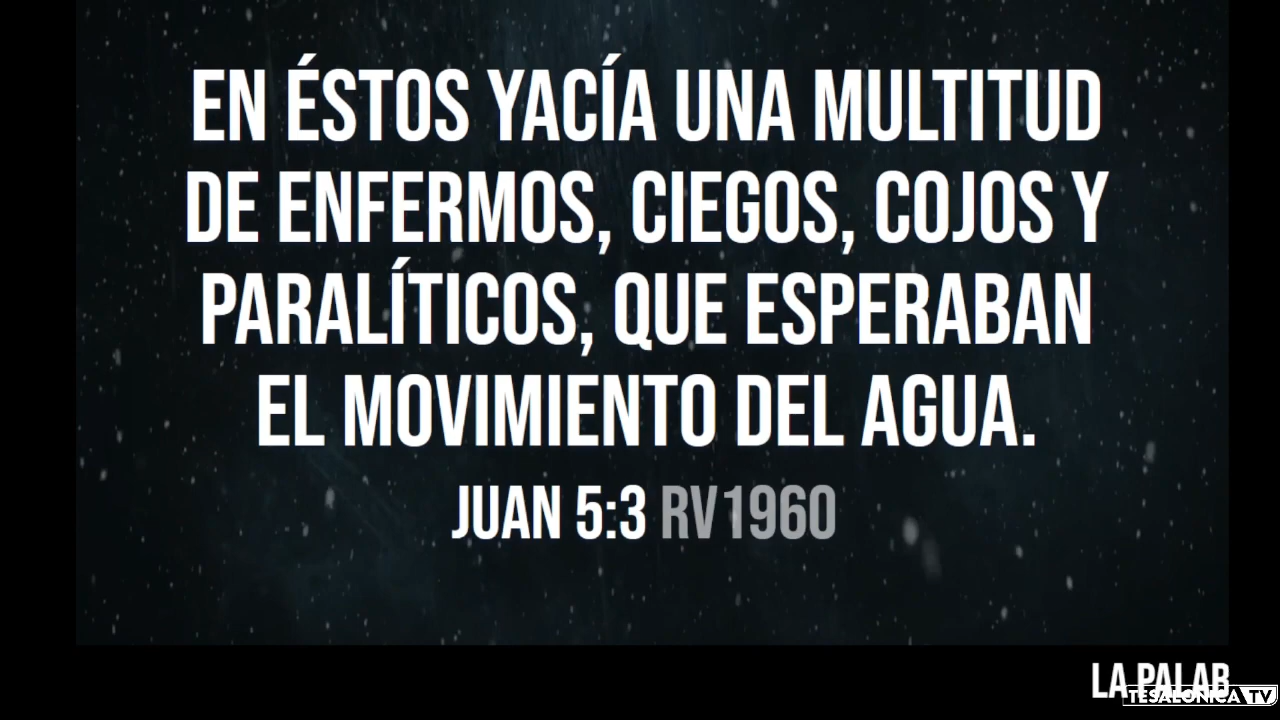 EN ÉSTOS YACÍA UNA MULTITUD
DE ENFERMOS, CIEGOS, COJOS Y
PARALÍTICOS, QUE ESPERABAN
EL MOVIMIENTO DEL AGUA.
JUAN 5:3 RV1960
LA PALAB
TESALONICA TV